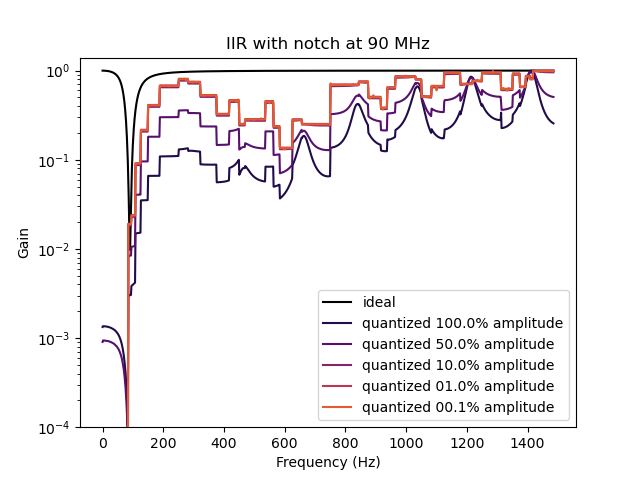 IIR with notch at 90 MHz
10⁰
10⁻¹
10⁻²
10⁻³
10⁻⁴
Gain
ideal
quantized 100.0% amplitude
quantized 50.0% amplitude
quantized 10.0% amplitude
quantized 01.0% amplitude
quantized 00.1% amplitude
0 200 400 600 800 1000 1200 1400
Frequency (Hz)